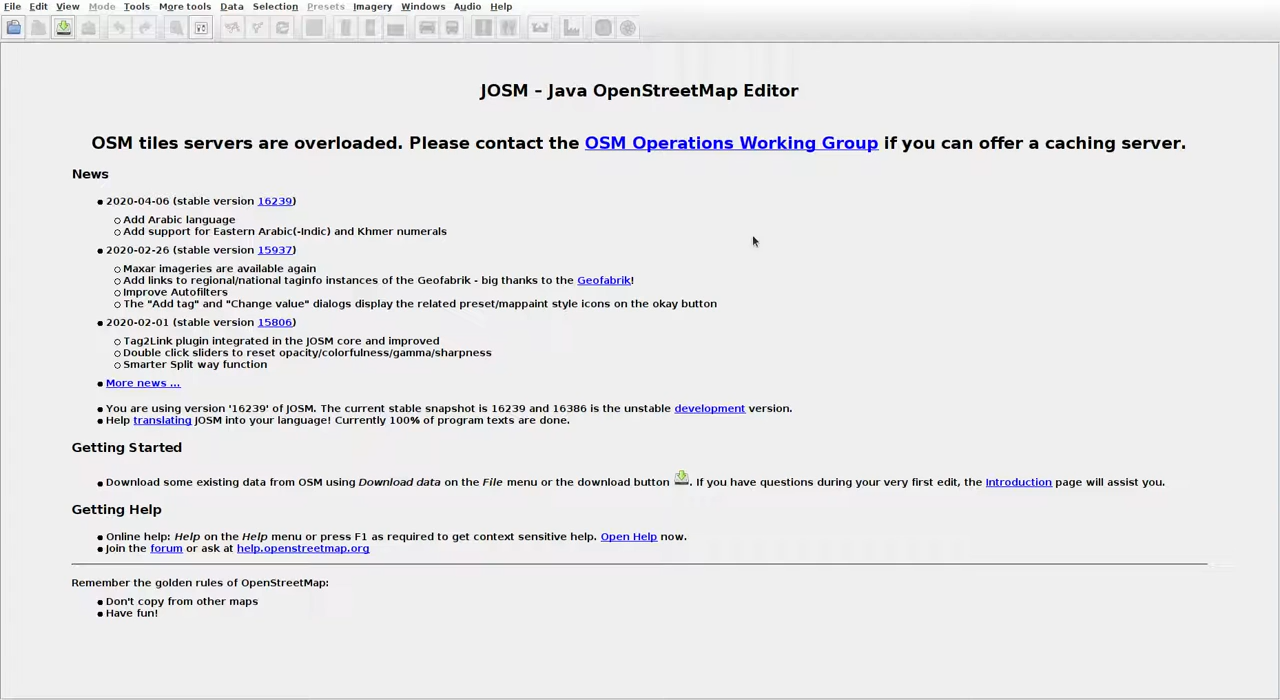 File Edit View Mode Tools More tools Data Selection Presets Imagery Windows Audio Help
JOSM – Java OpenStreetMap Editor
OSM tiles servers are overloaded. Please contact the OSM Operations Working Group if you can offer a caching server.
News
2020-04-06 (stable version 16239)
Add Arabic language
Add support for Eastern Arabic(-Indic) and Khmer numerals
2020-02-26 (stable version 15937)
Maxar imageries are available again
Add links to regional/national taginfo instances of the Geofabrik - big thanks to the Geofabrik!
Improve Autofilters
The "Add tag" and "Change value" dialogs display the related preset/mappaint style icons on the okay button
2020-02-01 (stable version 15806)
Tag2Link plugin integrated in the JOSM core and improved
Double click sliders to reset opacity/colorfulness/gamma/sharpness
Smarter Split way function
More news ...
You are using version '16239' of JOSM. The current stable snapshot is 16239 and 16386 is the unstable development version.
Help translating JOSM into your language! Currently 100% of program texts are done.
Getting Started
Download some existing data from OSM using Download data on the File menu or the download button . If you have questions during your very first edit, the Introduction page will assist you.
Getting Help
Online help: Help on the Help menu or press F1 as required to get context sensitive help. Open Help now.
Join the forum or ask at help.openstreetmap.org
Remember the golden rules of OpenStreetMap:
Don't copy from other maps
Have fun!